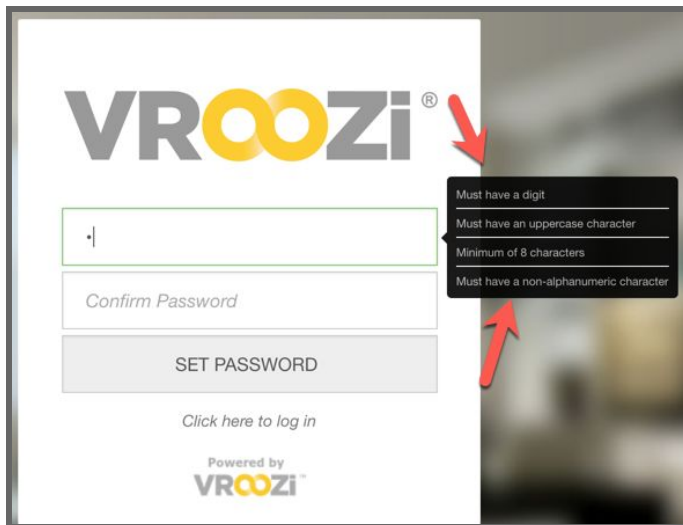 VROOZi®
Must have a digit
Must have an uppercase character
Minimum of 8 characters
Must have a non-alphanumeric character
Confirm Password
SET PASSWORD
Click here to log in
Powered by
VROOZi™